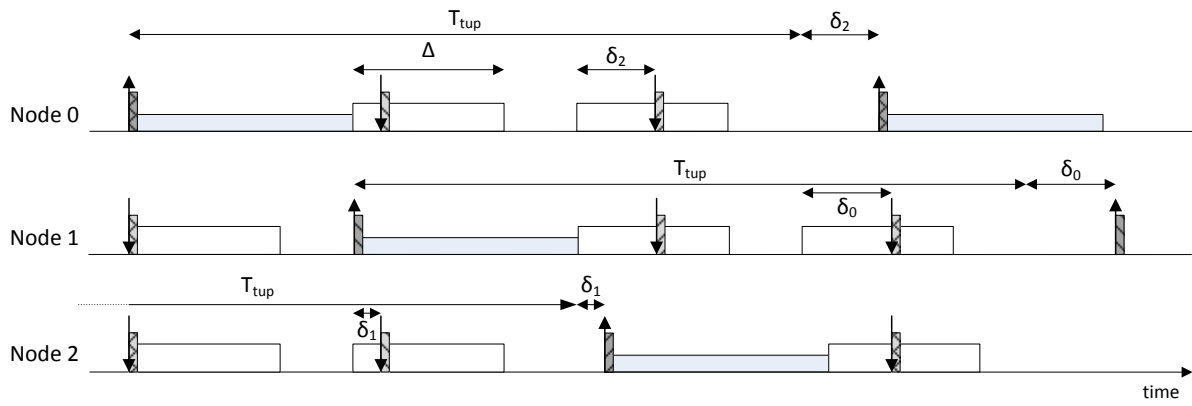 T_tup δ_2
Δ δ_2
Node 0
T_tup δ_0
δ_0
Node 1
T_tup δ_1
δ_1
Node 2
time